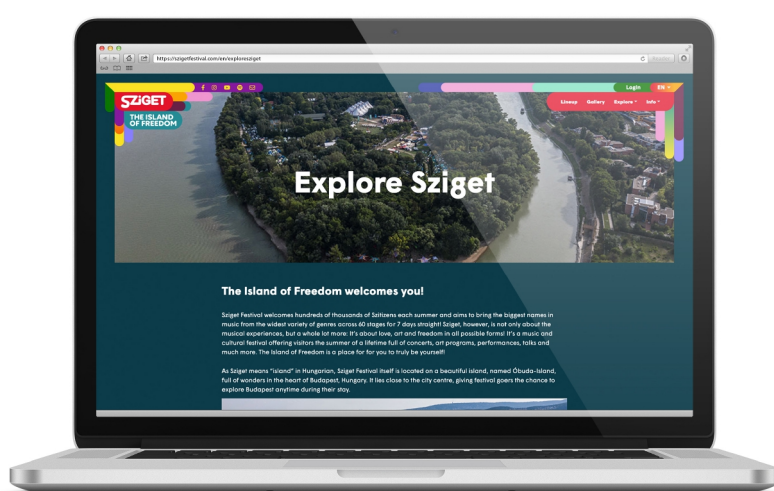 https://szigetfestival.com/en/exploresziget
Login
EN
SZiGET
THE ISLAND
OF FREEDOM
Lineup Gallery Explore Info
Explore Sziget
The Island of Freedom welcomes you!
Sziget Festivol welcomes hundreds of thousands of Szitizens each summer and aims to bring the biggest names in
music from the widest variety of genres across 60 stages for 7 days straight! Sziget, however, is not only about the
musical experiences, but a whole lot more: It's about love, art and freedom in all possible forms! It's a music and
cultural festival offering visitors the summer of a lifetime full of concerts, art programs, performances, talks and
much more. The Island of Freedom is a place for for you to truly be yourself!
As Sziget means "island" in Hungarian, Sziget Festival itself is located on a beautiful island, named Óbuda-Island,
full of wonders in the heart of Budapest, Hungary. It lies close to the city centre, giving festival goers the chance to
explore Budapest anytime during their stay.